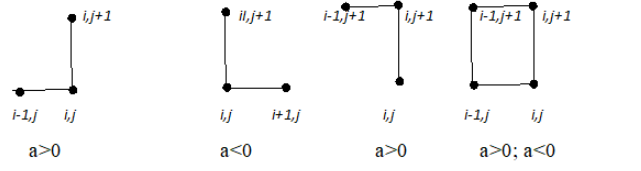 i,j+1 il,j+1 i-1,j+1 i,j+1 i-1,j+1 i,j+1
i-1,j i,j i,j i+1,j i,j i-1,j i,j
a>0 a<0 a>0 a>0; a<0